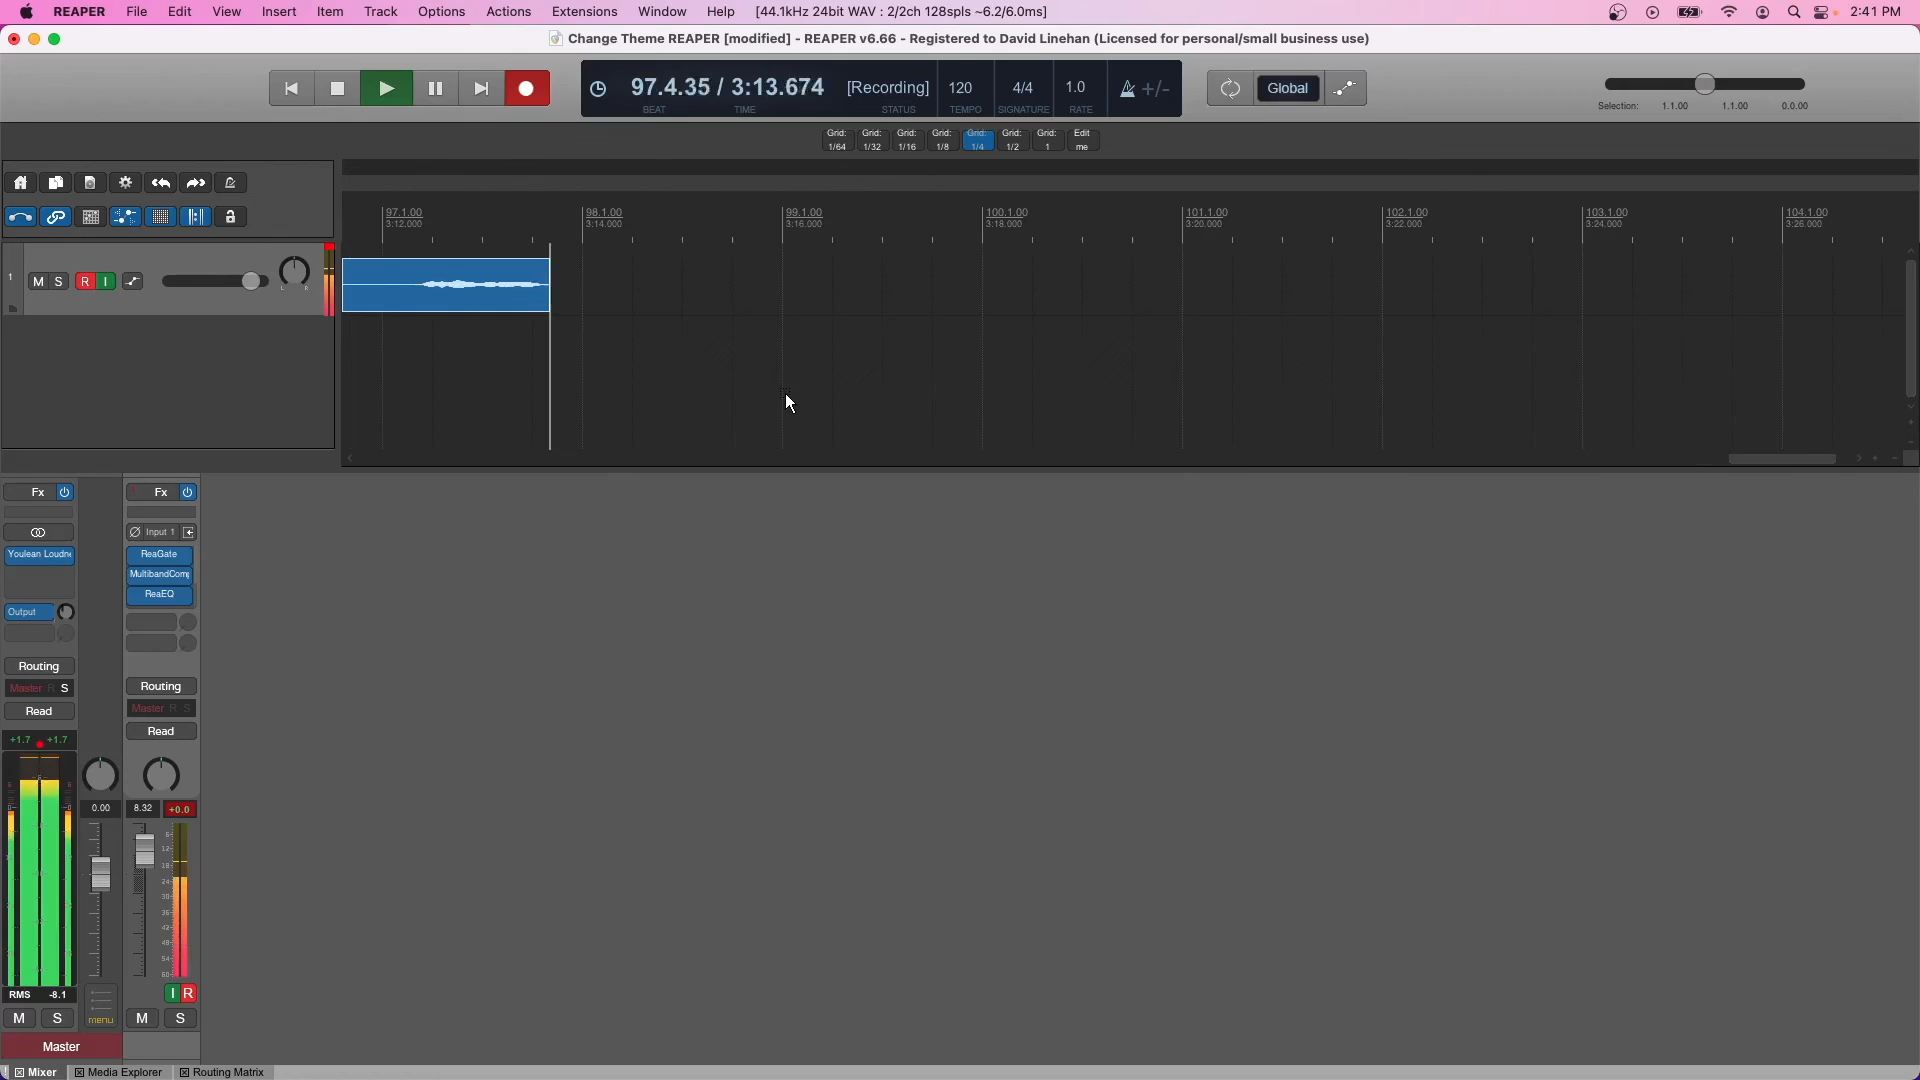 REAPER File Edit View Insert Item Track Options Actions Extensions Window Help [44.1kHz 24bit WAV : 2/2ch 128spls ~6.2/6.0ms] 2:41 PM
Change Theme REAPER [modified] - REAPER v6.66 - Registered to David Linehan (Licensed for personal/small business use)
97.4.35 / 3:13.674 [Recording] 120 4/4 1.0 +/- Global
BEAT TIME STATUS TEMPO SIGNATURE RATE
Selection: 1.1.00 1.1.00 0.0.00
Grid: Grid: Grid: Grid: Grid: Grid: Grid: Edit
1/64 1/32 1/16 1/8 1/4 1/2 1 me
97.1.00 98.1.00 99.1.00 100.1.00 101.1.00 102.1.00 103.1.00 104.1.00
3:12.000 3:14.000 3:16.000 3:18.000 3:20.000 3:22.000 3:24.000 3:26.000
1 M S R I L R
Fx Fx
Input 1
Youlean Loudne ReaGate
MultibandComp
ReaEQ
Output
Routing
Master R S
Read
Routing
Master R S
Read
+1.7 +1.7
0.00 8.32 +0.0
RMS -8.1
I R
M S menu M S
Master
Mixer Media Explorer Routing Matrix